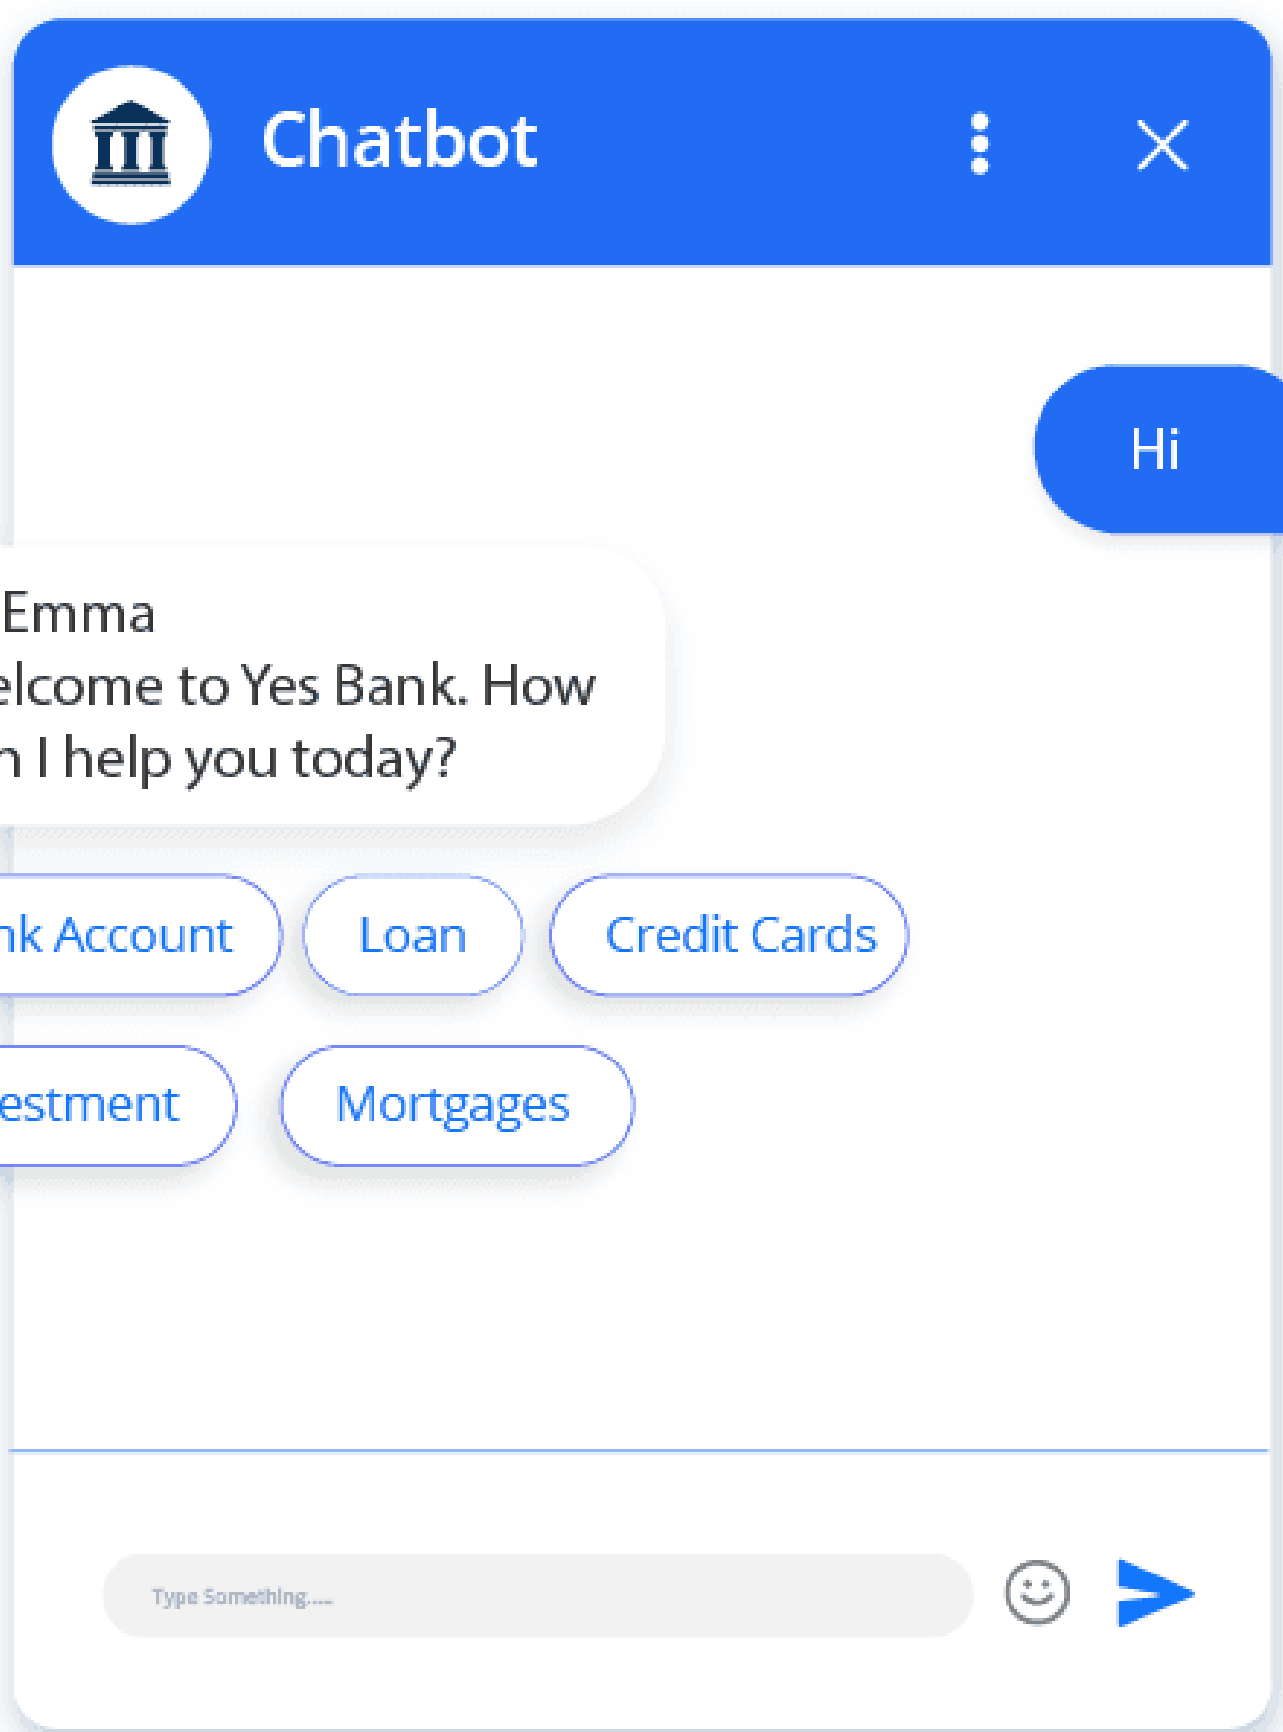 Chatbot
Hi
Emma
elcome to Yes Bank. How
n I help you today?
nk Account
Loan
Credit Cards
estment
Mortgages
Type Something.....